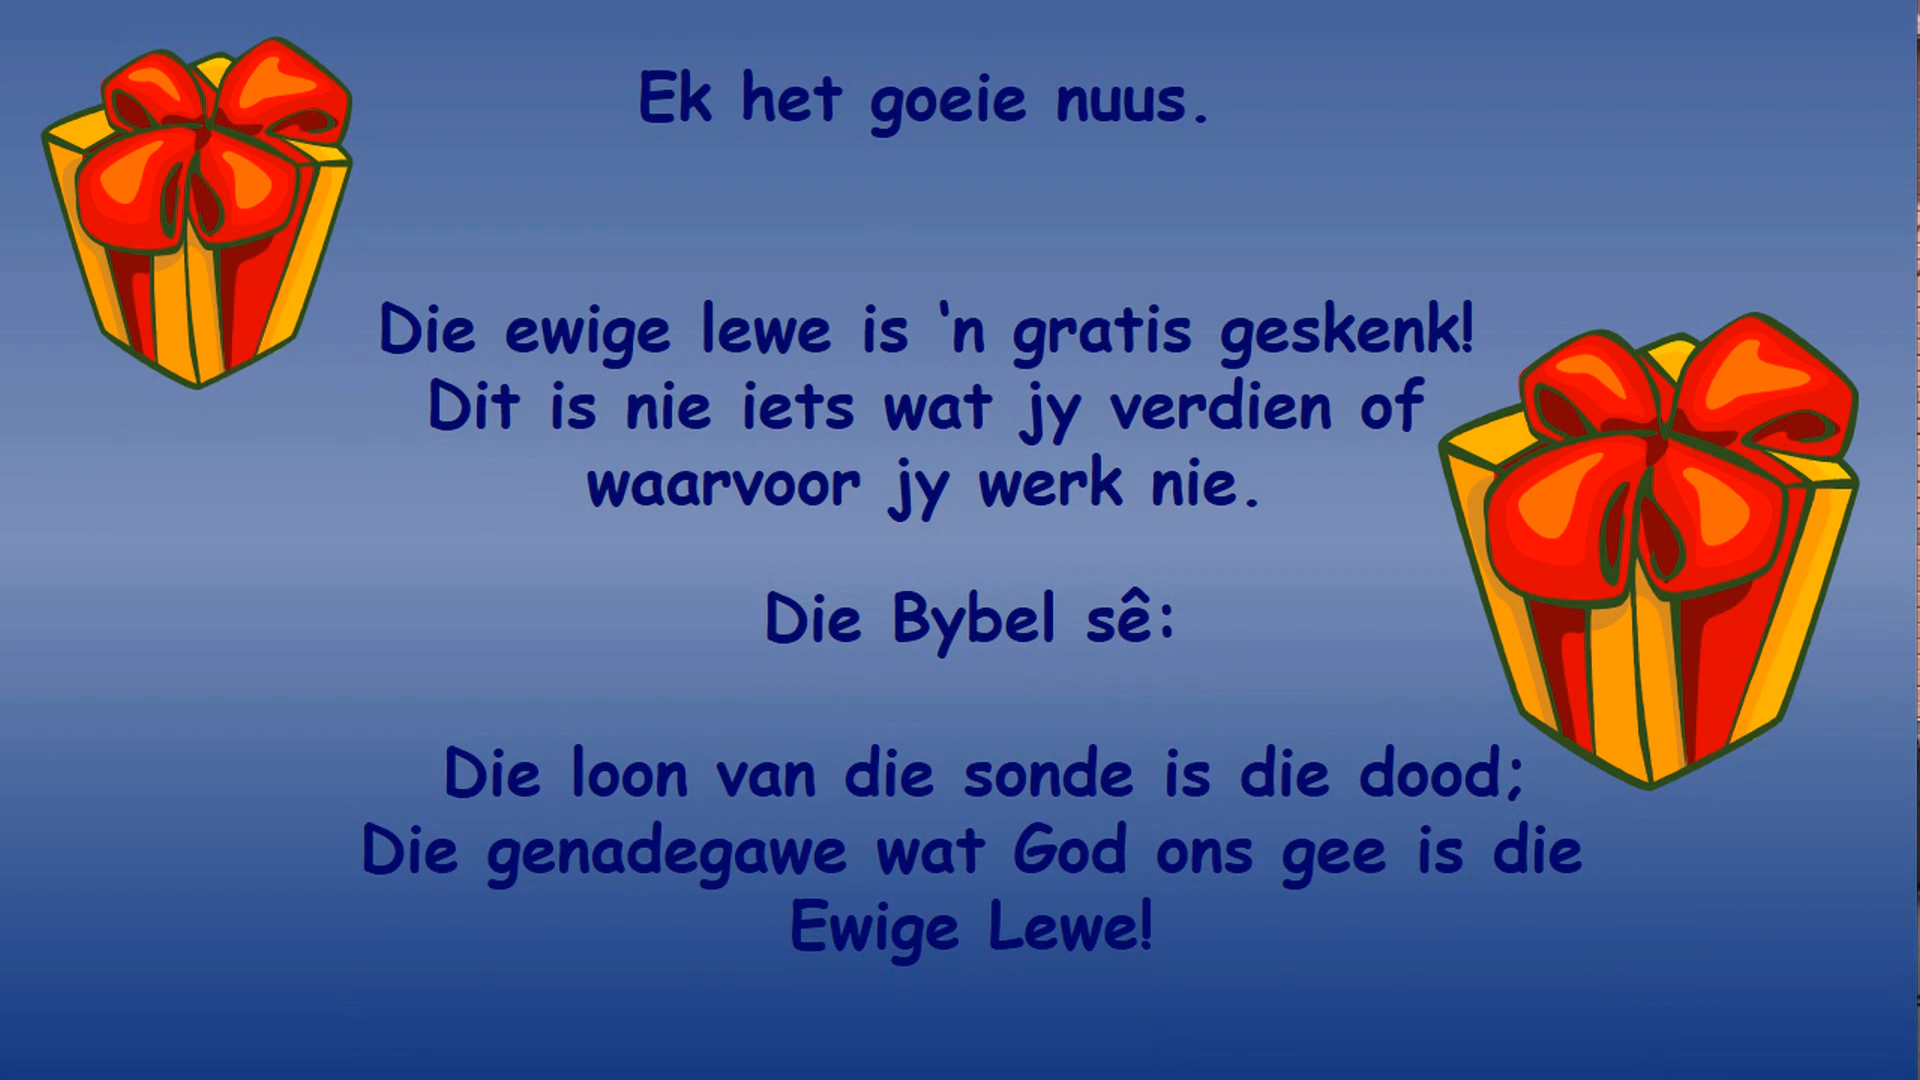 Ek het goeie nuus.
Die ewige lewe is ‘n gratis geskenk!
Dit is nie iets wat jy verdien of
waarvoor jy werk nie.
Die Bybel sê:
Die loon van die sonde is die dood;
Die genadegawe wat God ons gee is die
Ewige Lewe!